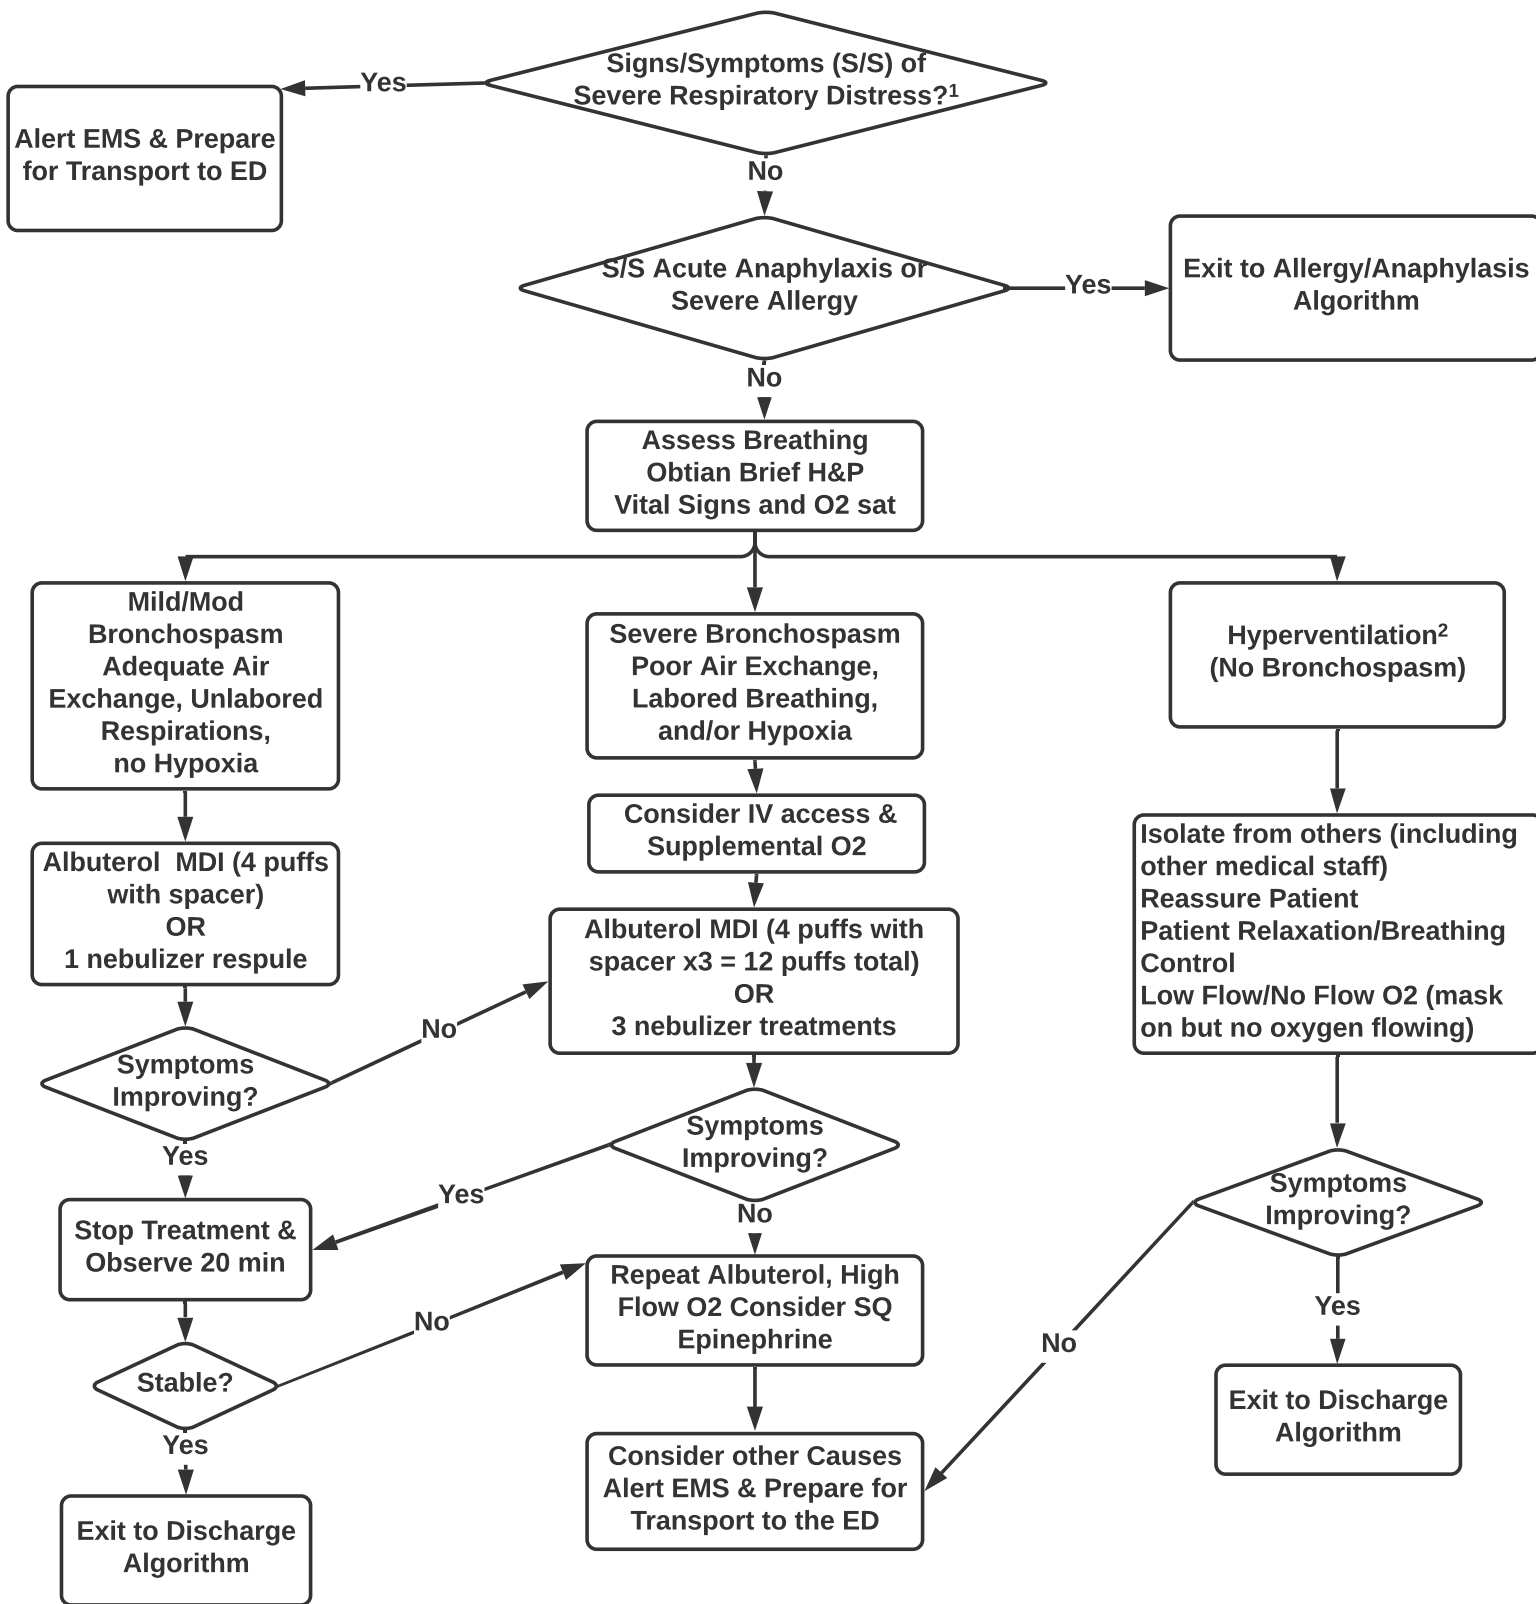 Signs/Symptoms (S/S) of
Severe Respiratory Distress?¹
Yes
Alert EMS & Prepare
for Transport to ED
No
S/S Acute Anaphylaxis or
Severe Allergy
Yes
Exit to Allergy/Anaphylasis
Algorithm
No
Assess Breathing
Obtian Brief H&P
Vital Signs and O2 sat
Mild/Mod
Bronchospasm
Adequate Air
Exchange, Unlabored
Respirations,
no Hypoxia
Albuterol  MDI (4 puffs
with spacer)
OR
1 nebulizer respule
Symptoms
Improving?
No
Yes
Stop Treatment &
Observe 20 min
Stable?
No
Yes
Exit to Discharge
Algorithm
Severe Bronchospasm
Poor Air Exchange,
Labored Breathing,
and/or Hypoxia
Consider IV access &
Supplemental O2
Albuterol MDI (4 puffs with
spacer x3 = 12 puffs total)
OR
3 nebulizer treatments
Symptoms
Improving?
Yes
No
Repeat Albuterol, High
Flow O2 Consider SQ
Epinephrine
Consider other Causes
Alert EMS & Prepare for
Transport to the ED
Hyperventilation²
(No Bronchospasm)
Isolate from others (including
other medical staff)
Reassure Patient
Patient Relaxation/Breathing
Control
Low Flow/No Flow O2 (mask
on but no oxygen flowing)
Symptoms
Improving?
No
Yes
Exit to Discharge
Algorithm